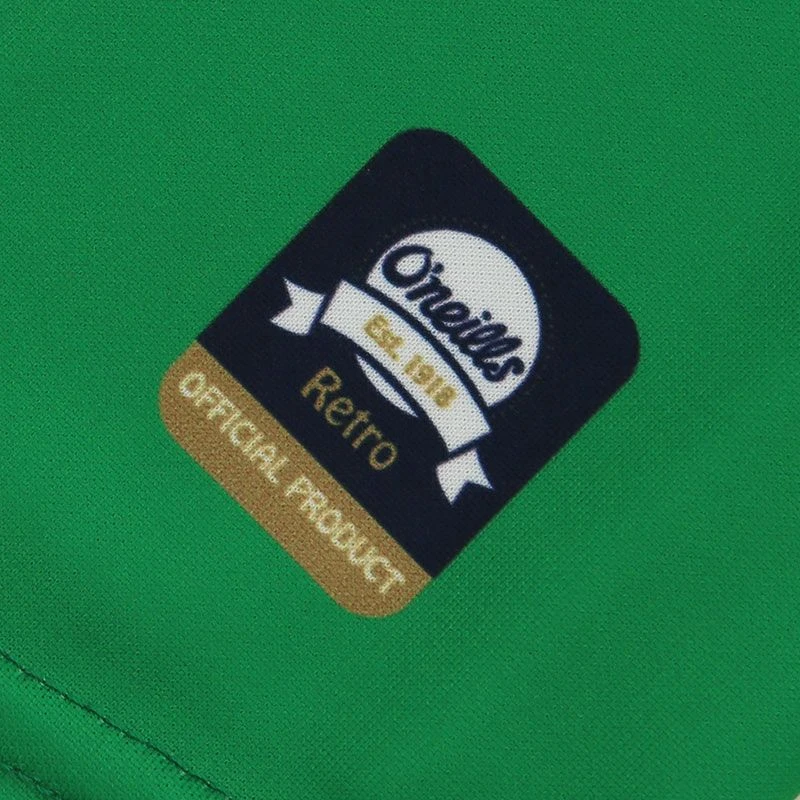 O'neills
Est. 1918
Retro
OFFICIAL PRODUCT